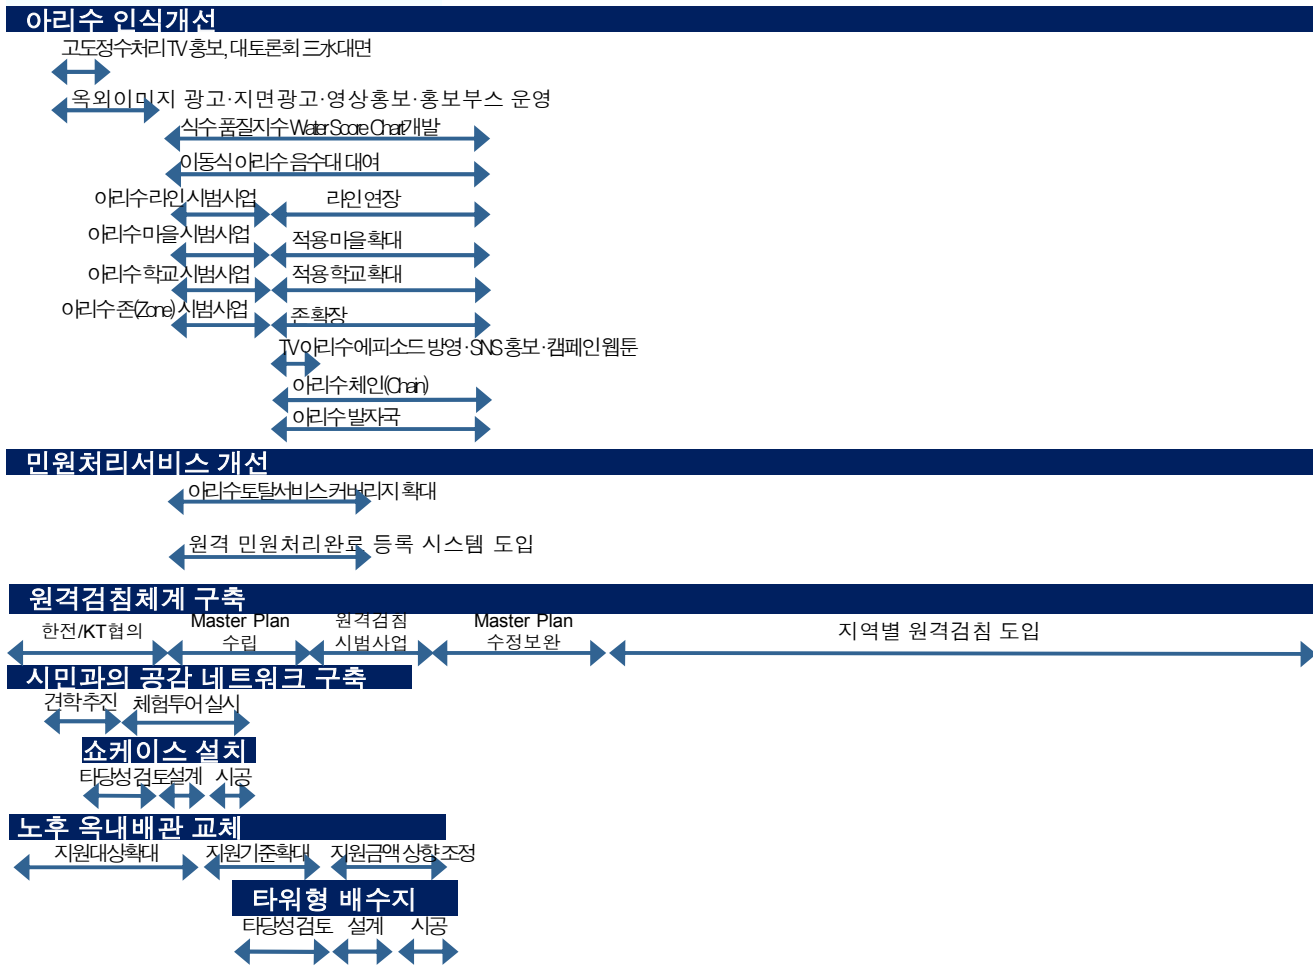 아리수 인식개선
고도정수처리 TV 홍보, 대토론회 三水대면
옥외이미지 광고·지면광고·영상홍보·홍보부스 운영
식수 품질지수 Water Score Chart개발
이동식 아리수 음수대 대여
아리수 라인 시범사업 라인 연장
아리수 마을 시범사업 적용 마을 확대
아리수 학교 시범사업 적용 학교 확대
아리수 존(Zone) 시범사업 존 확장
TV 아리수 에피소드 방영·SNS 홍보·캠페인 웹툰
아리수 체인(Chain)
아리수 발자국
민원처리서비스 개선
아리수토탈서비스 커버리지 확대
원격 민원처리완료 등록 시스템 도입
원격검침체계 구축
한전/KT협의
Master Plan
수립
원격검침
시범사업
Master Plan
수정보완
지역별 원격검침 도입
시민과의 공감 네트워크 구축
견학 추진 체험투어 실시
쇼케이스 설치
타당성 검토 설계 시공
노후 옥내배관 교체
지원대상확대 지원기준확대 지원금액 상향 조정
타워형 배수지
타당성검토 설계 시공